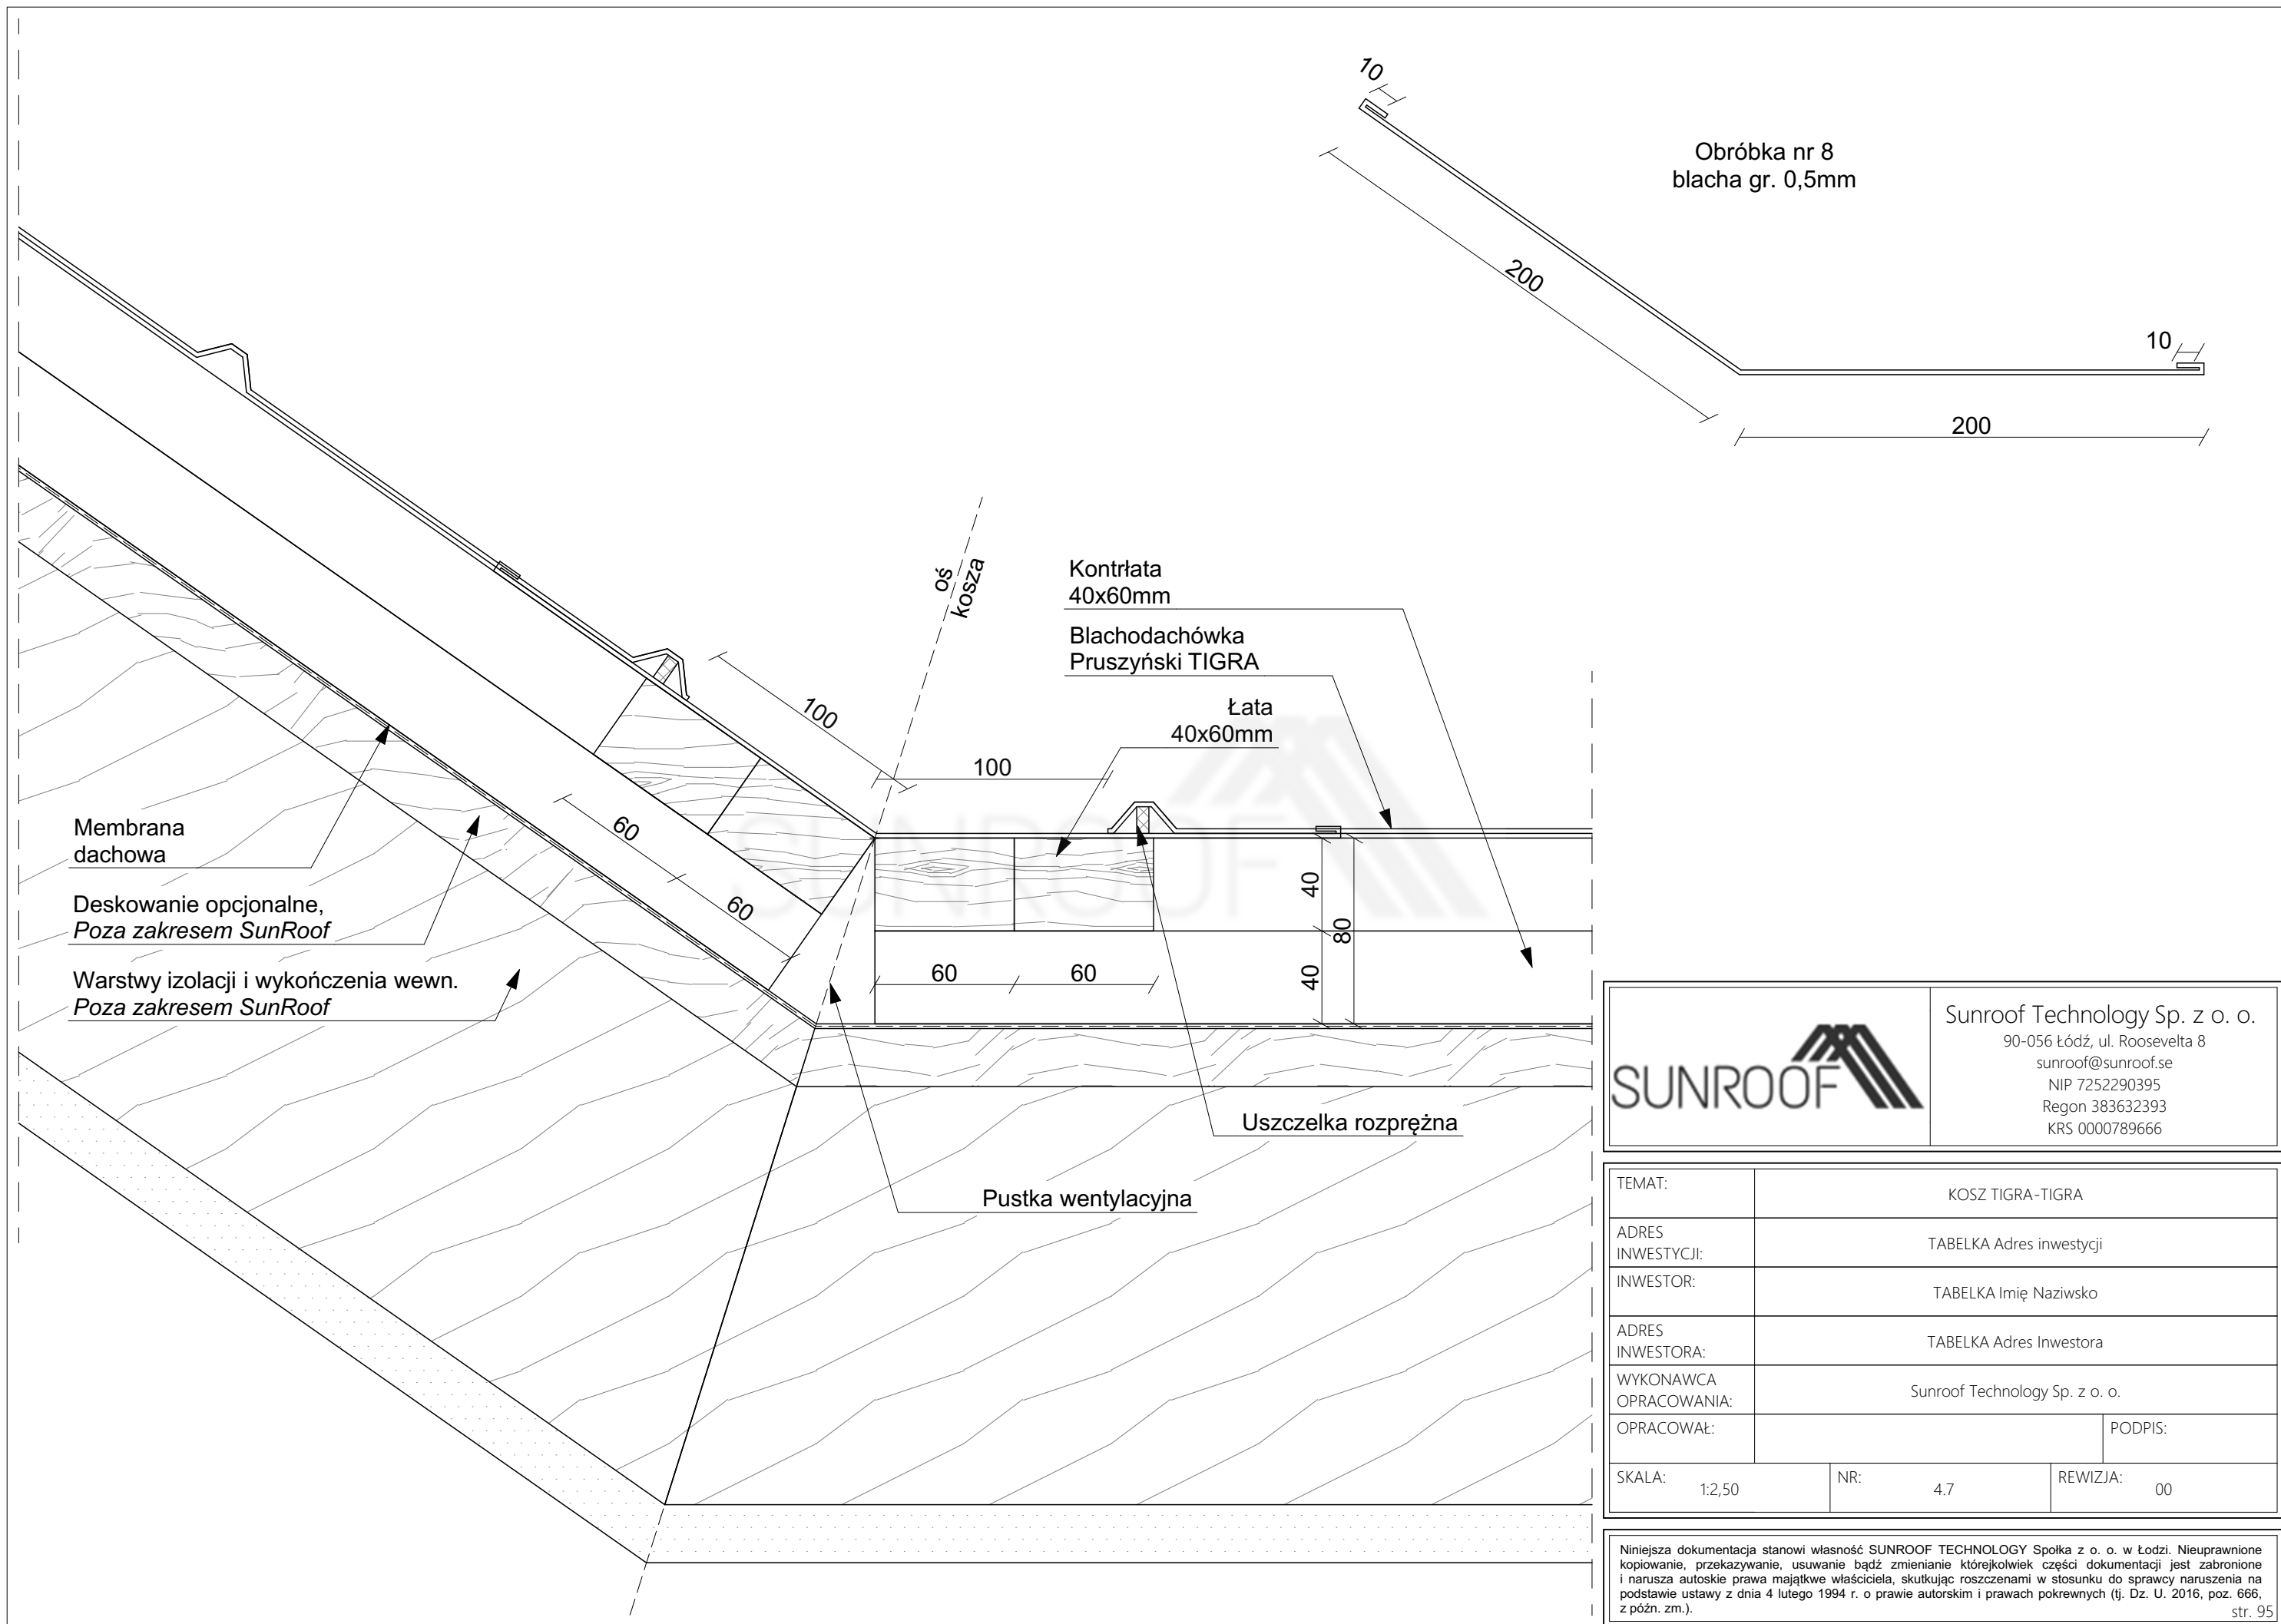 10
Obróbka nr 8
blacha gr. 0,5mm
200
10
200
oś
kosza
Kontrłata
40x60mm
Blachodachówka
Pruszyński TIGRA
Łata
40x60mm
100
100
60
60
Membrana
dachowa
Deskowanie opcjonalne,
Poza zakresem SunRoof
Warstwy izolacji i wykończenia wewn.
Poza zakresem SunRoof
40
80
40
60
60
SUNROOF
Uszczelka rozprężna
Pustka wentylacyjna
SUNROOF
Sunroof Technology Sp. z o. o.
90-056 Łódź, ul. Roosevelta 8
sunroof@sunroof.se
NIP 7252290395
Regon 383632393
KRS 0000789666
TEMAT:
KOSZ TIGRA-TIGRA
ADRES
INWESTYCJI:
TABELKA Adres inwestycji
INWESTOR:
TABELKA Imię Naziwsko
ADRES
INWESTORA:
TABELKA Adres Inwestora
WYKONAWCA
OPRACOWANIA:
Sunroof Technology Sp. z o. o.
OPRACOWAŁ:
PODPIS:
SKALA: 1:2,50
NR: 4.7
REWIZJA: 00
Niniejsza dokumentacja stanowi własność SUNROOF TECHNOLOGY Społka z o. o. w Łodzi. Nieuprawnione
kopiowanie, przekazywanie, usuwanie bądź zmienianie którejkolwiek części dokumentacji jest zabronione
i narusza autoskie prawa majątkwe właściciela, skutkując roszczenami w stosunku do sprawcy naruszenia na
podstawie ustawy z dnia 4 lutego 1994 r. o prawie autorskim i prawach pokrewnych (tj. Dz. U. 2016, poz. 666,
z późn. zm.).
str. 95